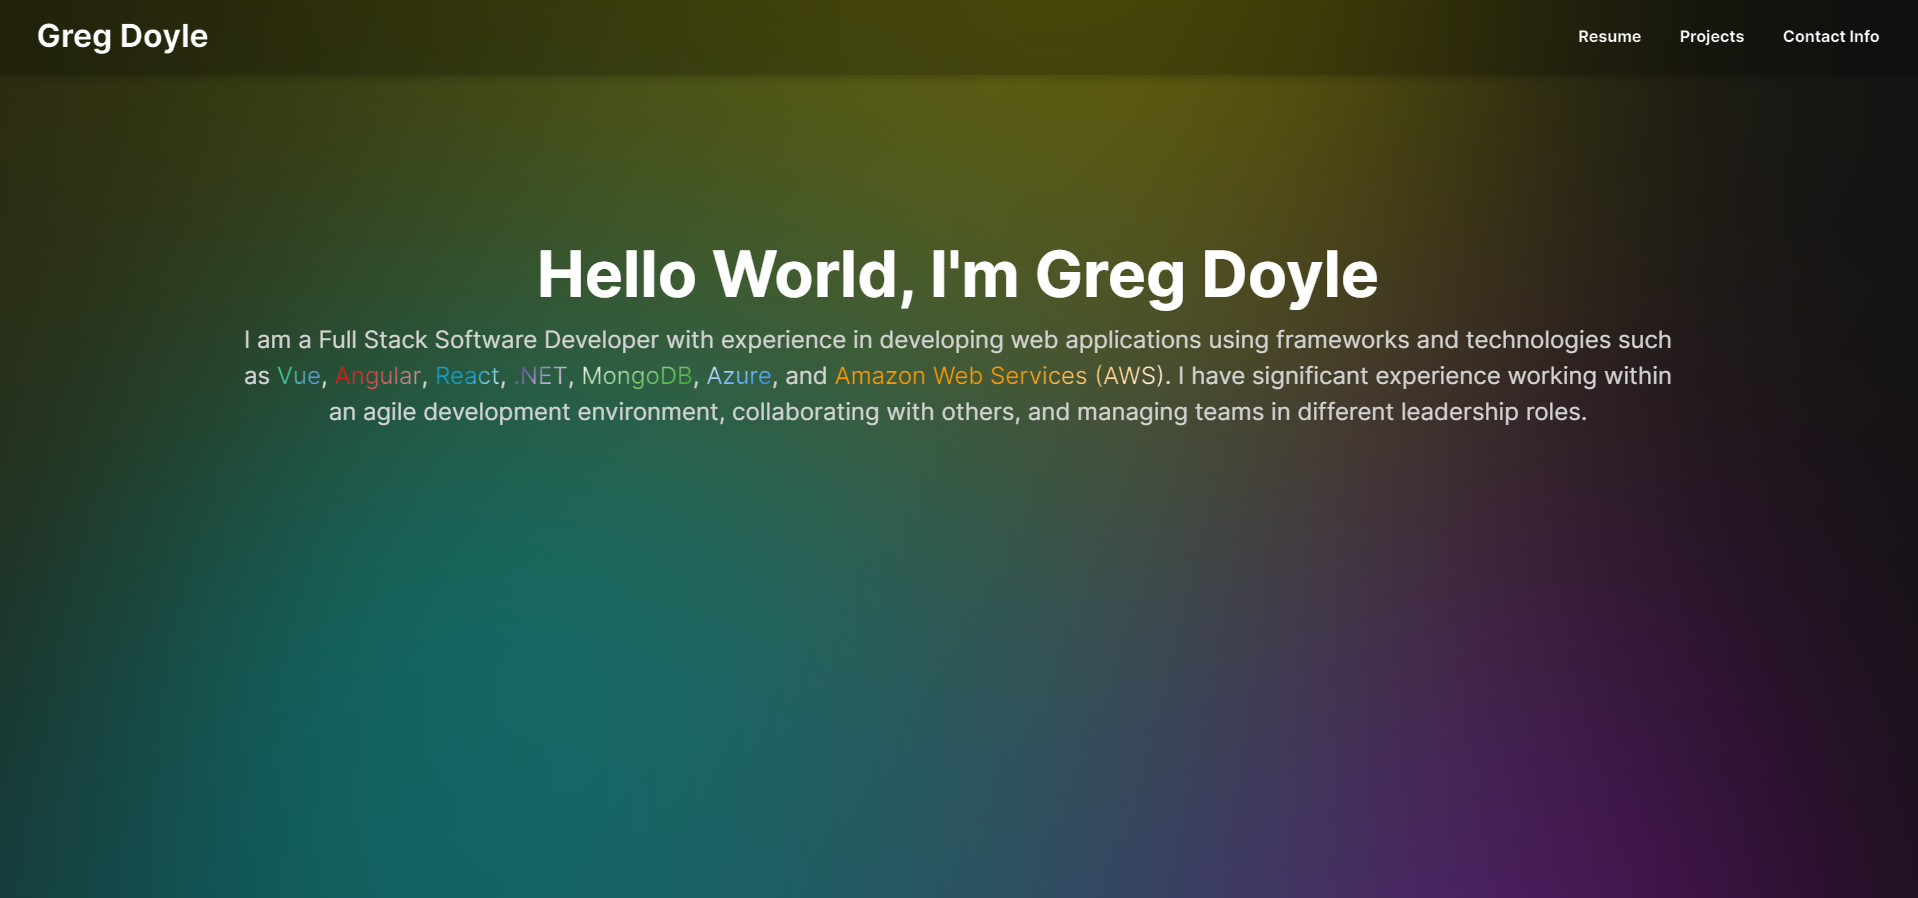 Greg Doyle
Resume Projects Contact Info
Hello World, I'm Greg Doyle
I am a Full Stack Software Developer with experience in developing web applications using frameworks and technologies such
as Vue, Angular, React, .NET, MongoDB, Azure, and Amazon Web Services (AWS). I have significant experience working within
an agile development environment, collaborating with others, and managing teams in different leadership roles.